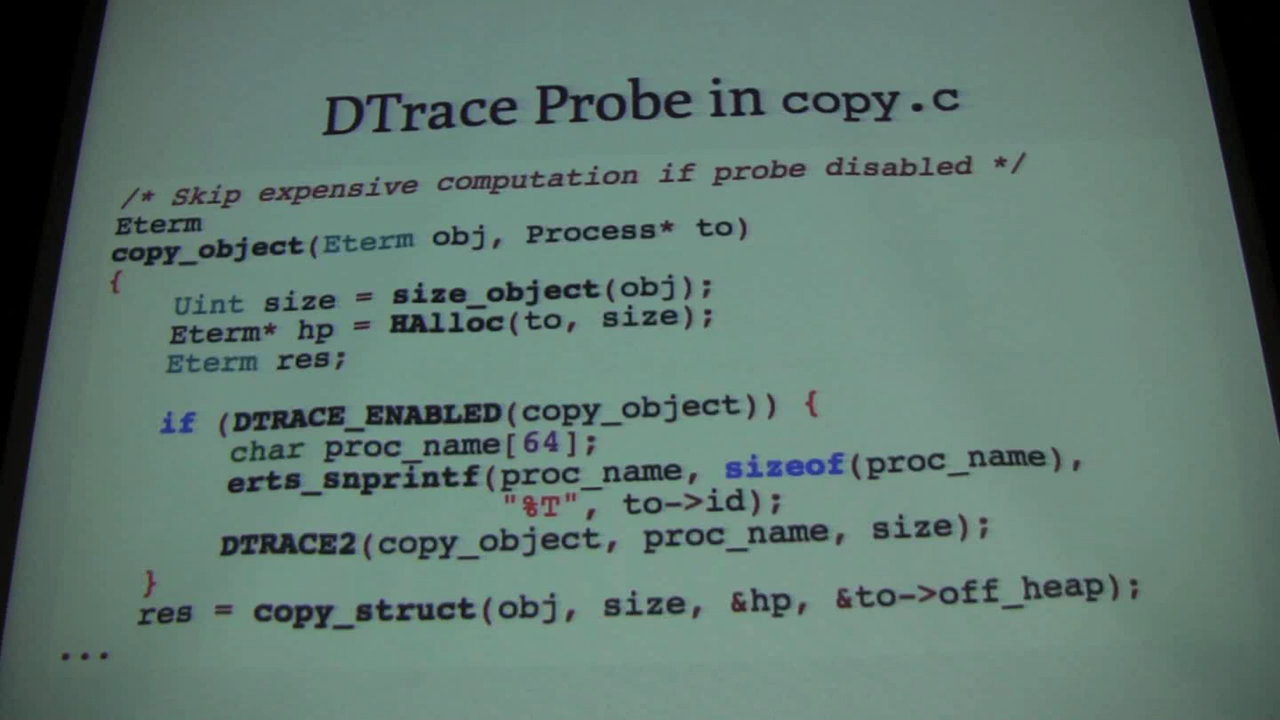 DTrace Probe in copy.c
/* Skip expensive computation if probe disabled */
Eterm
copy_object(Eterm obj, Process* to)
{
Uint size = size_object(obj);
Eterm* hp = HAlloc(to, size);
Eterm res;
if (DTRACE_ENABLED(copy_object)) {
char proc_name[64];
erts_snprintf(proc_name, sizeof(proc_name),
"%T", to->id);
DTRACE2(copy_object, proc_name, size);
}
res = copy_struct(obj, size, &hp, &to->off_heap);
...